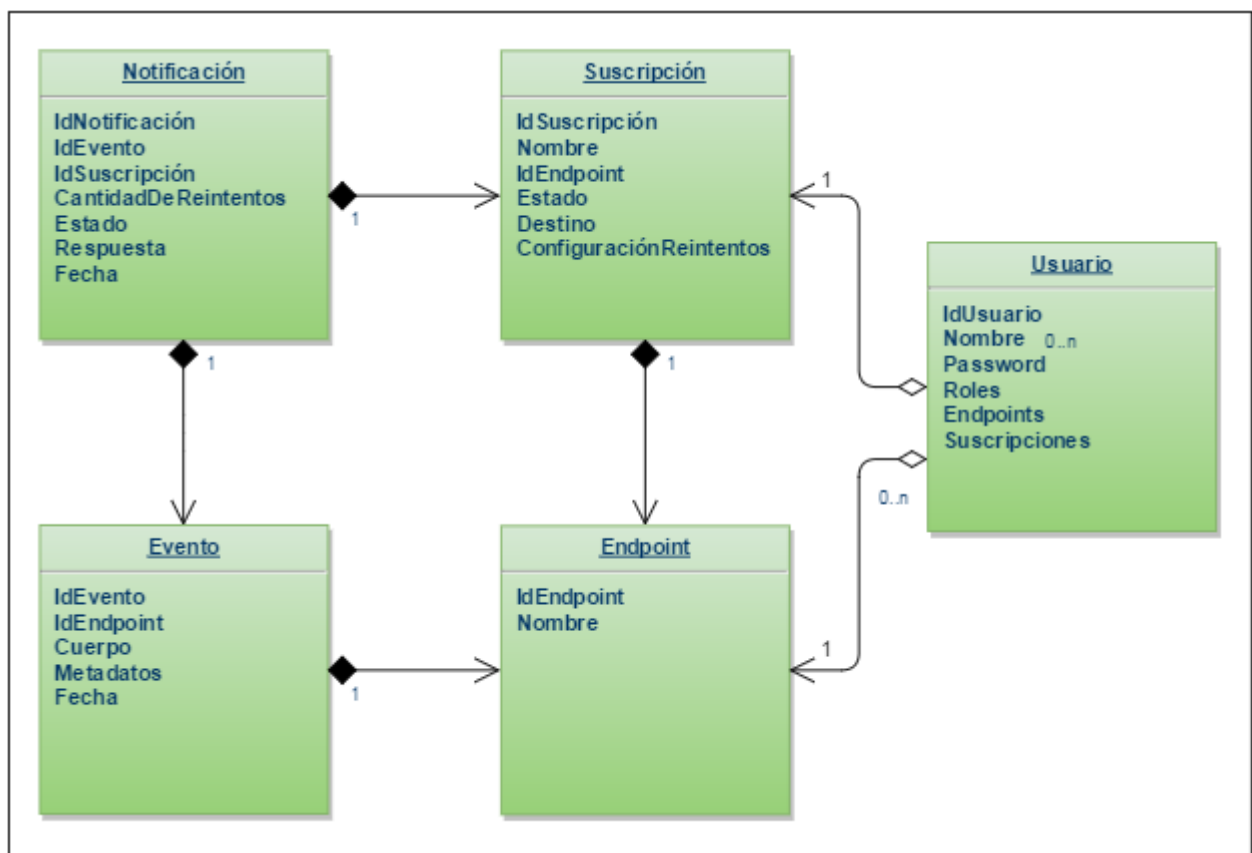 Notificación
IdNotificación
IdEvento
IdSuscripción
CantidadDeReintentos
Estado
Respuesta
Fecha
1
1
Suscripción
IdSuscripción
Nombre
IdEndpoint
Estado
Destino
ConfiguraciónReintentos
1
1
Usuario
IdUsuario
Nombre 0..n
Password
Roles
Endpoints
Suscripciones
0..n
Evento
IdEvento
IdEndpoint
Cuerpo
Metadatos
Fecha
1
Endpoint
IdEndpoint
Nombre
1